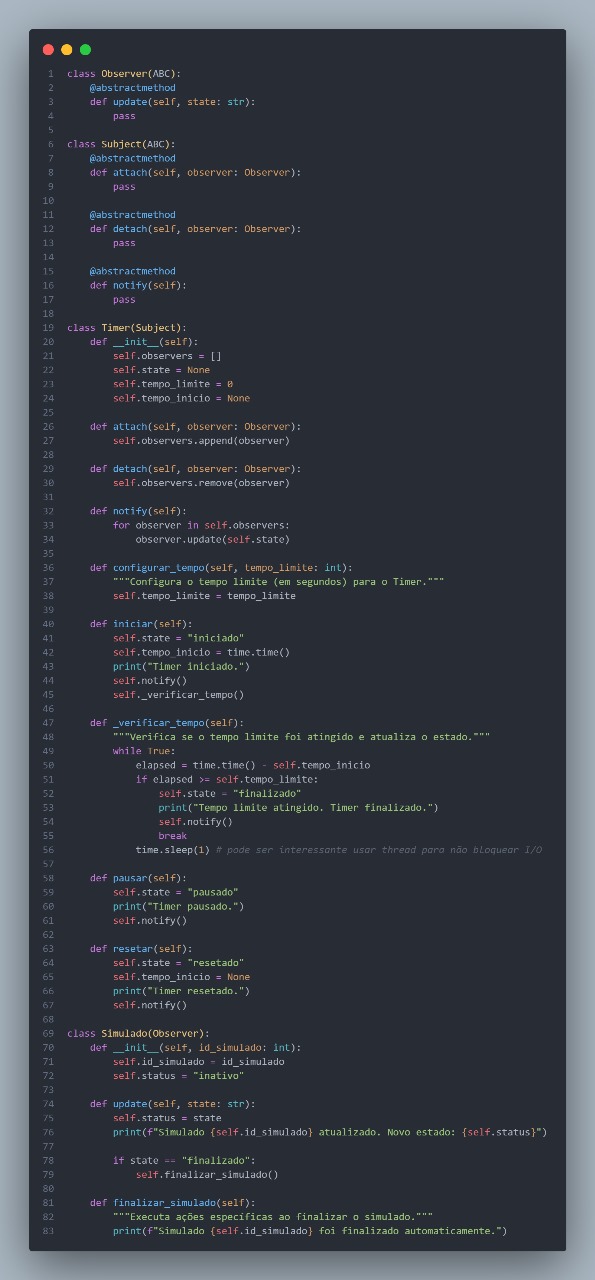 1 class Observer(ABC):
2     @abstractmethod
3     def update(self, state: str):
4         pass
5
6 class Subject(ABC):
7     @abstractmethod
8     def attach(self, observer: Observer):
9         pass
10
11     @abstractmethod
12     def detach(self, observer: Observer):
13         pass
14
15     @abstractmethod
16     def notify(self):
17         pass
18
19 class Timer(Subject):
20     def __init__(self):
21         self.observers = []
22         self.state = None
23         self.tempo_limite = 0
24         self.tempo_inicio = None
25
26     def attach(self, observer: Observer):
27         self.observers.append(observer)
28
29     def detach(self, observer: Observer):
30         self.observers.remove(observer)
31
32     def notify(self):
33         for observer in self.observers:
34             observer.update(self.state)
35
36     def configurar_tempo(self, tempo_limite: int):
37         """Configura o tempo limite (em segundos) para o Timer."""
38         self.tempo_limite = tempo_limite
39
40     def iniciar(self):
41         self.state = "iniciado"
42         self.tempo_inicio = time.time()
43         print("Timer iniciado.")
44         self.notify()
45         self._verificar_tempo()
46
47     def _verificar_tempo(self):
48         """Verifica se o tempo limite foi atingido e atualiza o estado."""
49         while True:
50             elapsed = time.time() - self.tempo_inicio
51             if elapsed >= self.tempo_limite:
52                 self.state = "finalizado"
53                 print("Tempo limite atingido. Timer finalizado.")
54                 self.notify()
55                 break
56             time.sleep(1) # pode ser interessante usar thread para não bloquear I/O
57
58     def pausar(self):
59         self.state = "pausado"
60         print("Timer pausado.")
61         self.notify()
62
63     def resetar(self):
64         self.state = "resetado"
65         self.tempo_inicio = None
66         print("Timer resetado.")
67         self.notify()
68
69 class Simulado(Observer):
70     def __init__(self, id_simulado: int):
71         self.id_simulado = id_simulado
72         self.status = "inativo"
73
74     def update(self, state: str):
75         self.status = state
76         print(f"Simulado {self.id_simulado} atualizado. Novo estado: {self.status}")
77
78         if state == "finalizado":
79             self.finalizar_simulado()
80
81     def finalizar_simulado(self):
82         """Executa ações específicas ao finalizar o simulado."""
83         print(f"Simulado {self.id_simulado} foi finalizado automaticamente.")